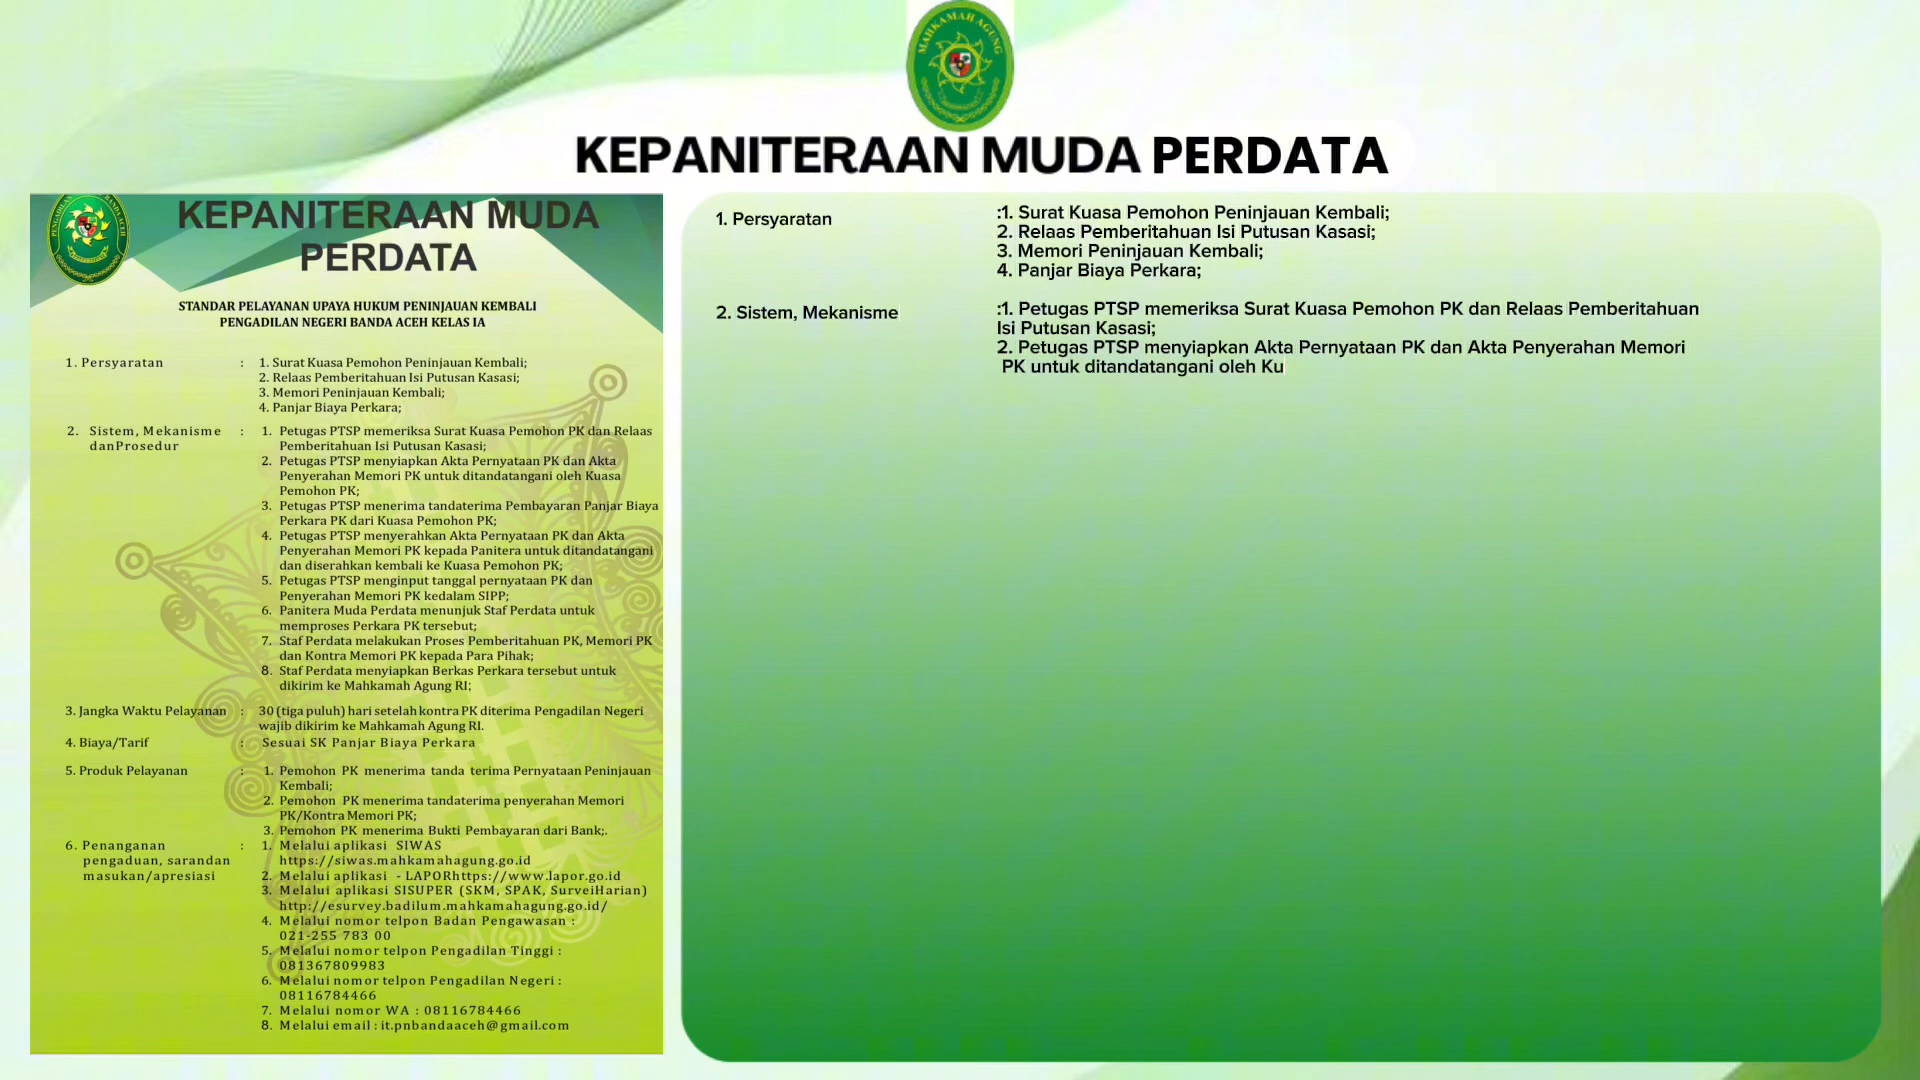 MAHKAMAH AGUNG
KEPANITERAAN MUDA PERDATA
KEPANITERAAN MUDA
PERDATA
STANDAR PELAYANAN UPAYA HUKUM PENINJAUAN KEMBALI
PENGADILAN NEGERI BANDA ACEH KELAS IA
1. Persyaratan : 1. Surat Kuasa Pemohon Peninjauan Kembali;
2. Relaas Pemberitahuan Isi Putusan Kasasi;
3. Memori Peninjauan Kembali;
4. Panjar Biaya Perkara;
2. Sistem, Mekanisme : 1. Petugas PTSP memeriksa Surat Kuasa Pemohon PK dan Relaas
danProsedur Pemberitahuan Isi Putusan Kasasi;
2. Petugas PTSP menyiapkan Akta Pernyataan PK dan Akta
Penyerahan Memori PK untuk ditandatangani oleh Kuasa
Pemohon PK;
3. Petugas PTSP menerima tandaterima Pembayaran Panjar Biaya
Perkara PK dari Kuasa Pemohon PK;
4. Petugas PTSP menyerahkan Akta Pernyataan PK dan Akta
Penyerahan Memori PK kepada Panitera untuk ditandatangani
dan diserahkan kembali ke Kuasa Pemohon PK;
5. Petugas PTSP menginput tanggal pernyataan PK dan
Penyerahan Memori PK kedalam SIPP;
6. Panitera Muda Perdata menunjuk Staf Perdata untuk
memproses Perkara PK tersebut;
7. Staf Perdata melakukan Proses Pemberitahuan PK, Memori PK
dan Kontra Memori PK kepada Para Pihak;
8. Staf Perdata menyiapkan Berkas Perkara tersebut untuk
dikirim ke Mahkamah Agung RI;
3. Jangka Waktu Pelayanan : 30 (tiga puluh) hari setelah kontra PK diterima Pengadilan Negeri
wajib dikirim ke Mahkamah Agung RI.
4. Biaya/Tarif : Sesuai SK Panjar Biaya Perkara
5. Produk Pelayanan : 1. Pemohon PK menerima tanda terima Pernyataan Peninjauan
Kembali;
2. Pemohon PK menerima tandaterima penyerahan Memori
PK/Kontra Memori PK;
3. Pemohon PK menerima Bukti Pembayaran dari Bank;.
6. Penanganan : 1. Melalui aplikasi SIWAS
pengaduan, sarandan https://siwas.mahkamahagung.go.id
masukan/apresiasi 2. Melalui aplikasi - LAPORhttps://www.lapor.go.id
3. Melalui aplikasi SISUPER (SKM, SPAK, SurveiHarian)
http://esurvey.badilum.mahkamahagung.go.id/
4. Melalui nomor telpon Badan Pengawasan :
021-255 783 00
5. Melalui nomor telpon Pengadilan Tinggi :
081367809983
6. Melalui nomor telpon Pengadilan Negeri :
08116784466
7. Melalui nomor WA : 08116784466
8. Melalui email : it.pnbandaaceh@gmail.com
1. Persyaratan :1. Surat Kuasa Pemohon Peninjauan Kembali;
2. Relaas Pemberitahuan Isi Putusan Kasasi;
3. Memori Peninjauan Kembali;
4. Panjar Biaya Perkara;
2. Sistem, Mekanisme :1. Petugas PTSP memeriksa Surat Kuasa Pemohon PK dan Relaas Pemberitahuan
Isi Putusan Kasasi;
2. Petugas PTSP menyiapkan Akta Pernyataan PK dan Akta Penyerahan Memori
PK untuk ditandatangani oleh Ku